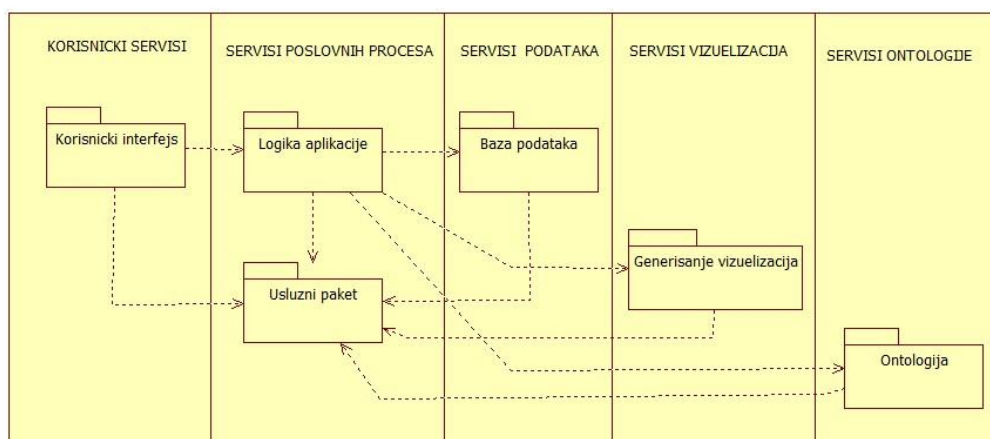 KORISNICKI SERVISI
SERVISI POSLOVNIH PROCESA
SERVISI PODATAKA
SERVISI VIZUELIZACIJA
SERVISI ONTOLOGIJE
Korisnicki interfejs
Logika aplikacije
Baza podataka
Generisanje vizuelizacija
Usluzni paket
Ontologija